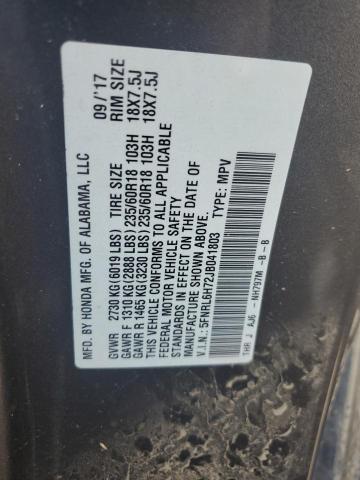 MFD. BY HONDA MFG. OF ALABAMA, LLC 09/'17
TIRE SIZE RIM SIZE
GVWR 2730 KG (6019 LBS)
GAWR F 1310 KG (2888 LBS) 235/60R18 103H 18X7.5J
GAWR R 1465 KG (3230 LBS) 235/60R18 103H 18X7.5J
THIS VEHICLE CONFORMS TO ALL APPLICABLE
FEDERAL MOTOR VEHICLE SAFETY
STANDARDS IN EFFECT ON THE DATE OF
MANUFACTURE SHOWN ABOVE.
V.I.N.: 5FNRL6H72JB041803 TYPE: MPV
THR J AJ6 -NH797M -B -B